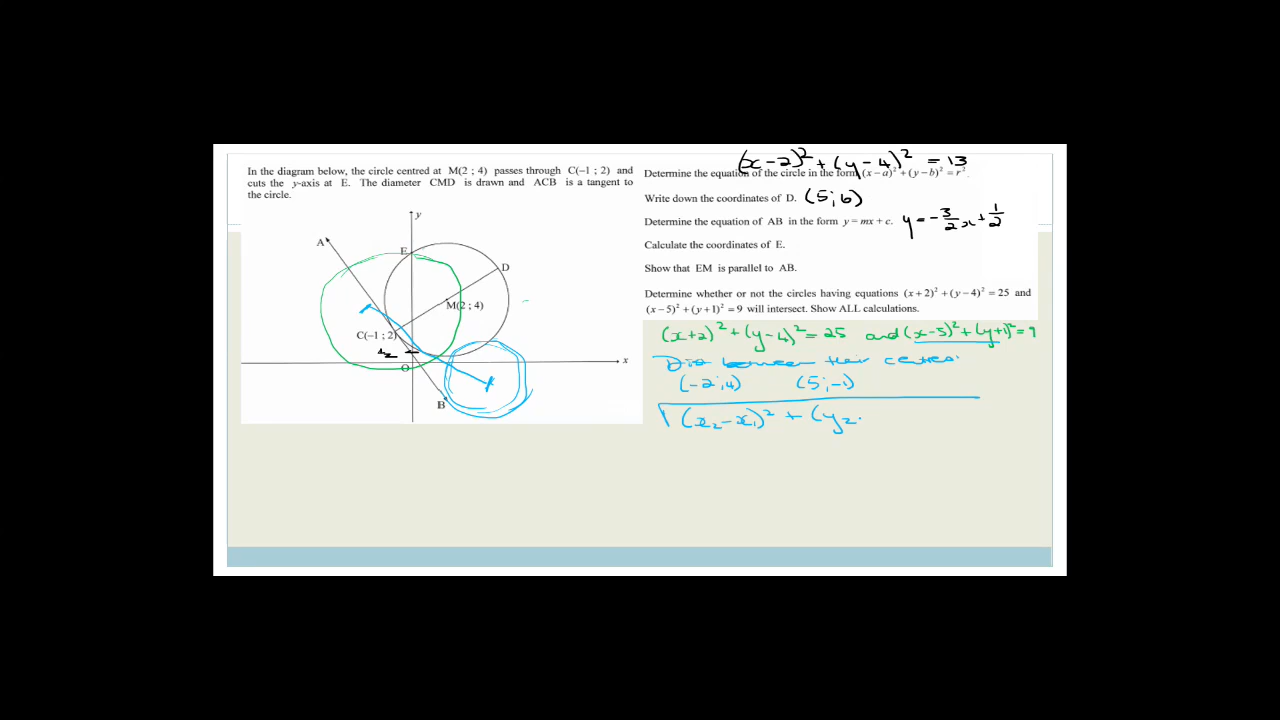 In the diagram below, the circle centred at M(2 ; 4) passes through C(−1 ; 2) and
cuts the y-axis at E. The diameter CMD is drawn and ACB is a tangent to
the circle.
y
A
E
D
M(2 ; 4)
C(−1 ; 2)
x
O
B
(x-2)² + (y-4)² = 13
Determine the equation of the circle in the form (x − a)² + (y − b)² = r².
Write down the coordinates of D. (5;6)
Determine the equation of AB in the form y = mx + c. y = -3/2 x + 1/2
Calculate the coordinates of E.
Show that EM is parallel to AB.
Determine whether or not the circles having equations (x + 2)² + (y − 4)² = 25 and
(x − 5)² + (y + 1)² = 9 will intersect. Show ALL calculations.
(x+2)² + (y-4)² = 25 and (x-5)² + (y+1)² = 9
Dis between their centres.
(-2;4) (5;-1)
√(x₂-x₁)² + (y₂